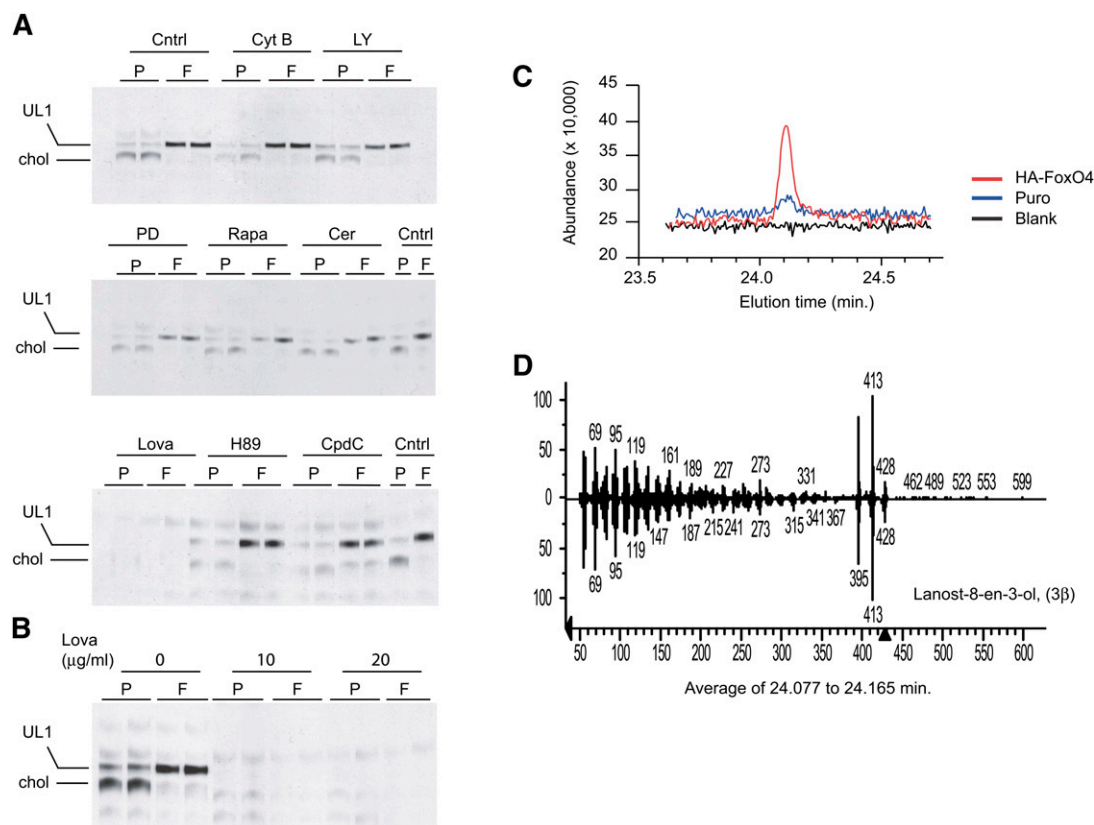 A
Cntrl Cyt B LY
P F P F P F
UL1
chol
PD Rapa Cer Cntrl
P F P F P F P F
UL1
chol
Lova H89 CpdC Cntrl
P F P F P F P F
UL1
chol
B
Lova
(μg/ml) 0 10 20
P F P F P F
UL1
chol
C
45
40
35
30
25
20
Abundance (x 10,000)
23.5 24.0 24.5
Elution time (min.)
HA-FoxO4
Puro
Blank
D
413
100
50
0
50
100
69 95 119 161 189 227 273 331 428 462 489 523 553 599
69 95 119 147 187 215 241 273 315 341 367 395 413 428
Lanost-8-en-3-ol, (3β)
50 100 150 200 250 300 350 400 450 500 550 600
Average of 24.077 to 24.165 min.